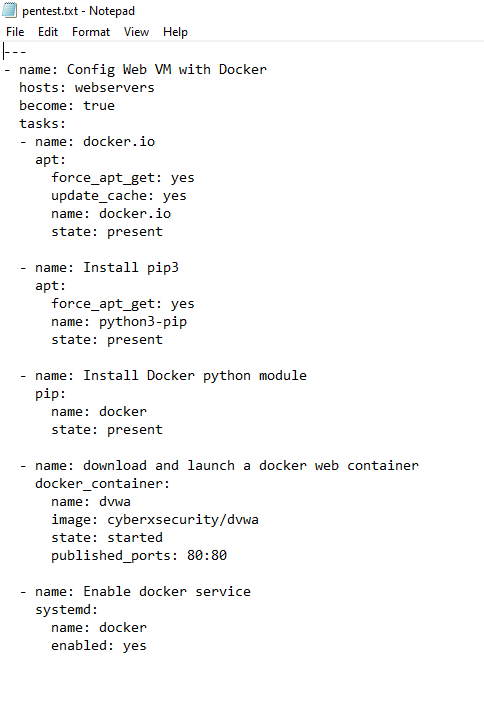 pentest.txt - Notepad
File Edit Format View Help
---
- name: Config Web VM with Docker
  hosts: webservers
  become: true
  tasks:
  - name: docker.io
    apt:
      force_apt_get: yes
      update_cache: yes
      name: docker.io
      state: present

  - name: Install pip3
    apt:
      force_apt_get: yes
      name: python3-pip
      state: present

  - name: Install Docker python module
    pip:
      name: docker
      state: present

  - name: download and launch a docker web container
    docker_container:
      name: dvwa
      image: cyberxsecurity/dvwa
      state: started
      published_ports: 80:80

  - name: Enable docker service
    systemd:
      name: docker
      enabled: yes